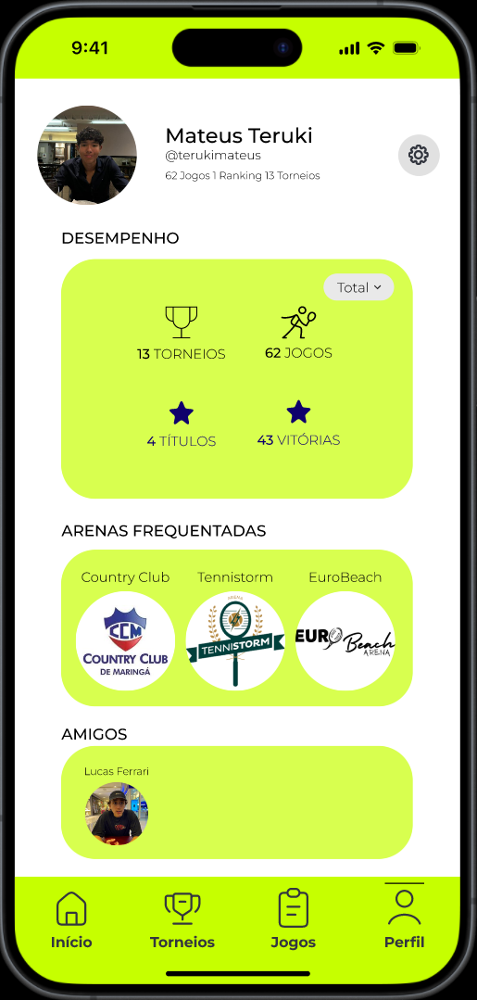 9:41
Mateus Teruki
@terukimateus
62 Jogos 1 Ranking 13 Torneios
DESEMPENHO
Total
13 TORNEIOS
62 JOGOS
4 TÍTULOS
43 VITÓRIAS
ARENAS FREQUENTADAS
Country Club
Tennistorm
EuroBeach
CCM
COUNTRY CLUB
DE MARINGÁ
ARENA
TENNISTORM
EURO Beach
ARENA
AMIGOS
Lucas Ferrari
Início
Torneios
Jogos
Perfil